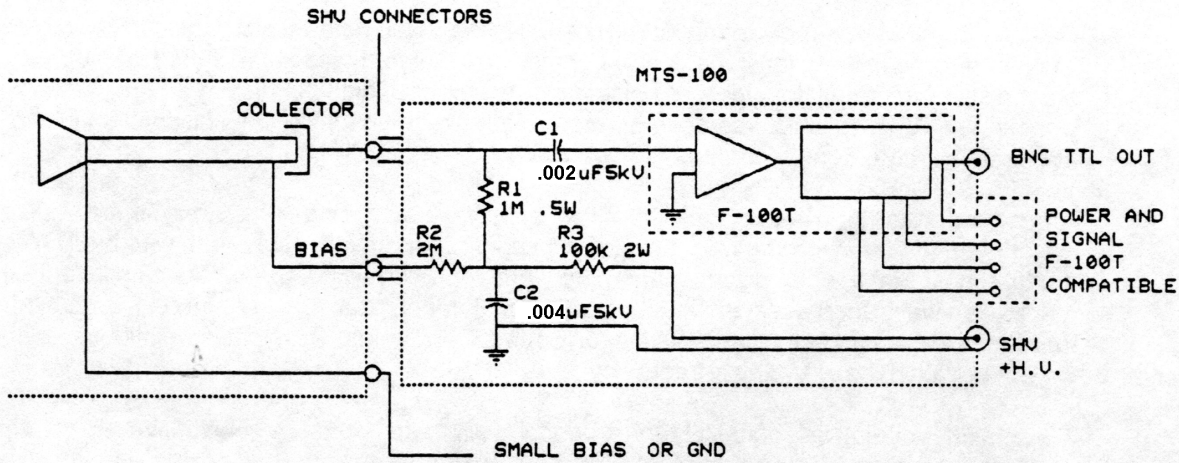 SHV CONNECTORS
MTS-100
COLLECTOR
C1
.002uF5kV
BNC TTL OUT
R1
1M .5W
F-100T
POWER AND
SIGNAL
F-100T
COMPATIBLE
BIAS
R2
2M
R3
100k 2W
C2
.004uF5kV
SHV
+H.V.
SMALL BIAS OR GND